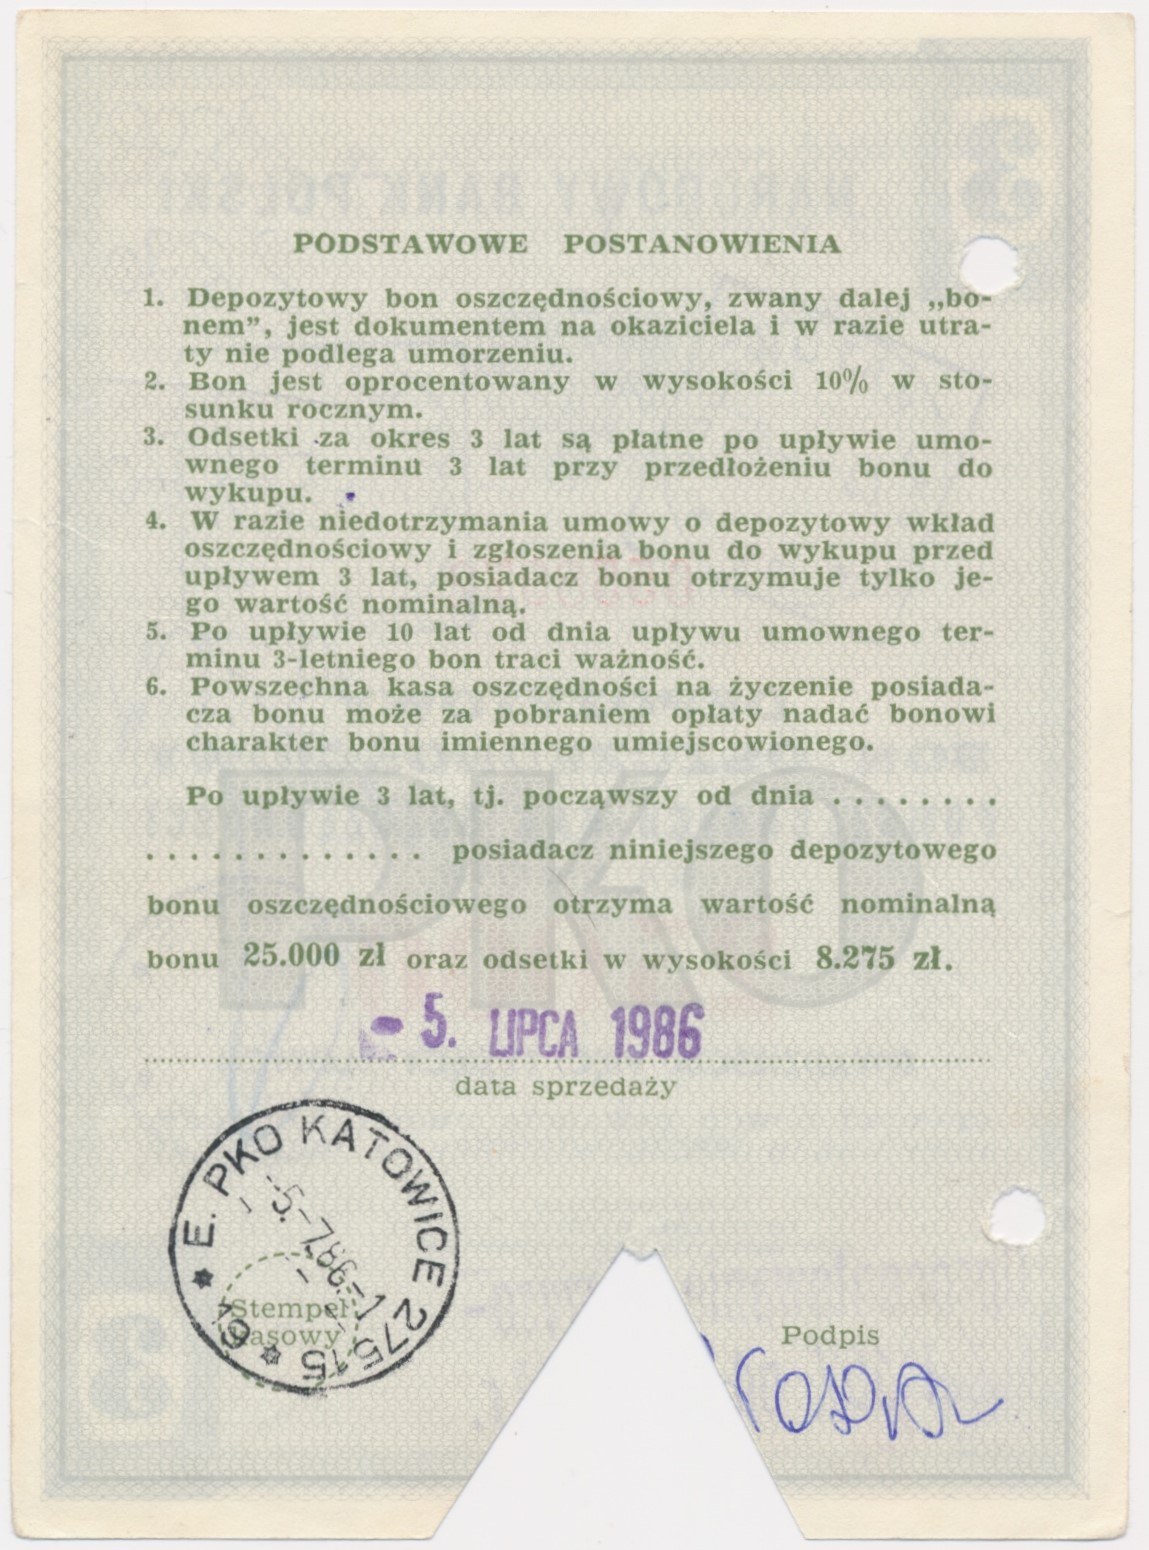 PODSTAWOWE POSTANOWIENIA
1. Depozytowy bon oszczędnościowy, zwany dalej „bo-
nem”, jest dokumentem na okaziciela i w razie utra-
ty nie podlega umorzeniu.
2. Bon jest oprocentowany w wysokości 10% w sto-
sunku rocznym.
3. Odsetki za okres 3 lat są płatne po upływie umo-
wnego terminu 3 lat przy przedłożeniu bonu do
wykupu.
4. W razie niedotrzymania umowy o depozytowy wkład
oszczędnościowy i zgłoszenia bonu do wykupu przed
upływem 3 lat, posiadacz bonu otrzymuje tylko je-
go wartość nominalną.
5. Po upływie 10 lat od dnia upływu umownego ter-
minu 3-letniego bon traci ważność.
6. Powszechna kasa oszczędności na życzenie posiada-
cza bonu może za pobraniem opłaty nadać bonowi
charakter bonu imiennego umiejscowionego.
PKO
Po upływie 3 lat, tj. począwszy od dnia . . . . . . . .
. . . . . . . . . . . . . posiadacz niniejszego depozytowego
bonu oszczędnościowego otrzyma wartość nominalną
bonu 25.000 zł oraz odsetki w wysokości 8.275 zł.
- 5. LIPCA 1986
data sprzedaży
E. PKO KATOWICE 27515 * 19 *
-5.-7.86-1
Stempel
kasowy
Podpis